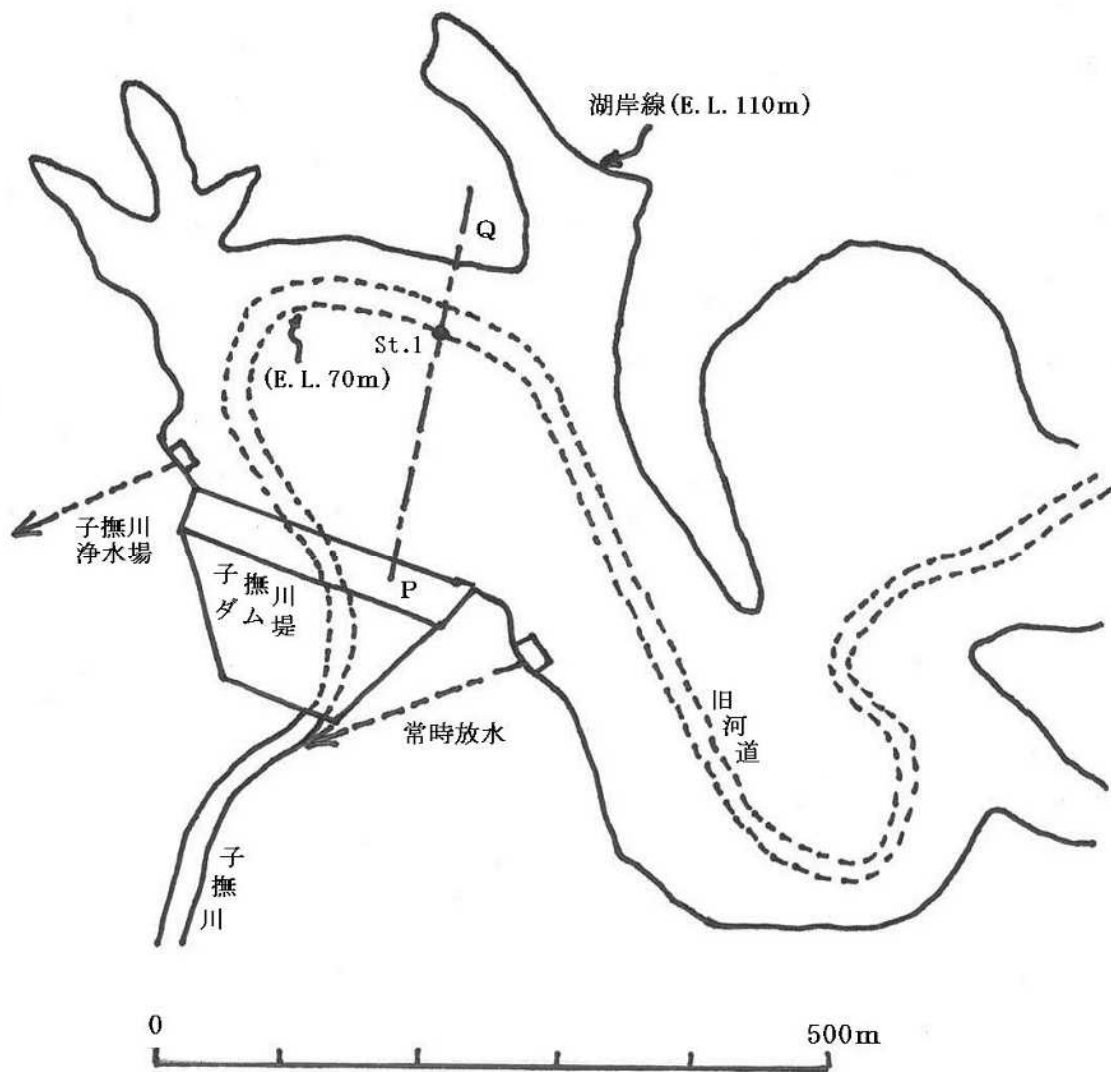 湖岸線(E.L.110m)
Q
St.1
(E.L.70m)
子撫川
浄水場
子撫川
ダム堤
P
常時放水
旧河道
子撫川
0
500m